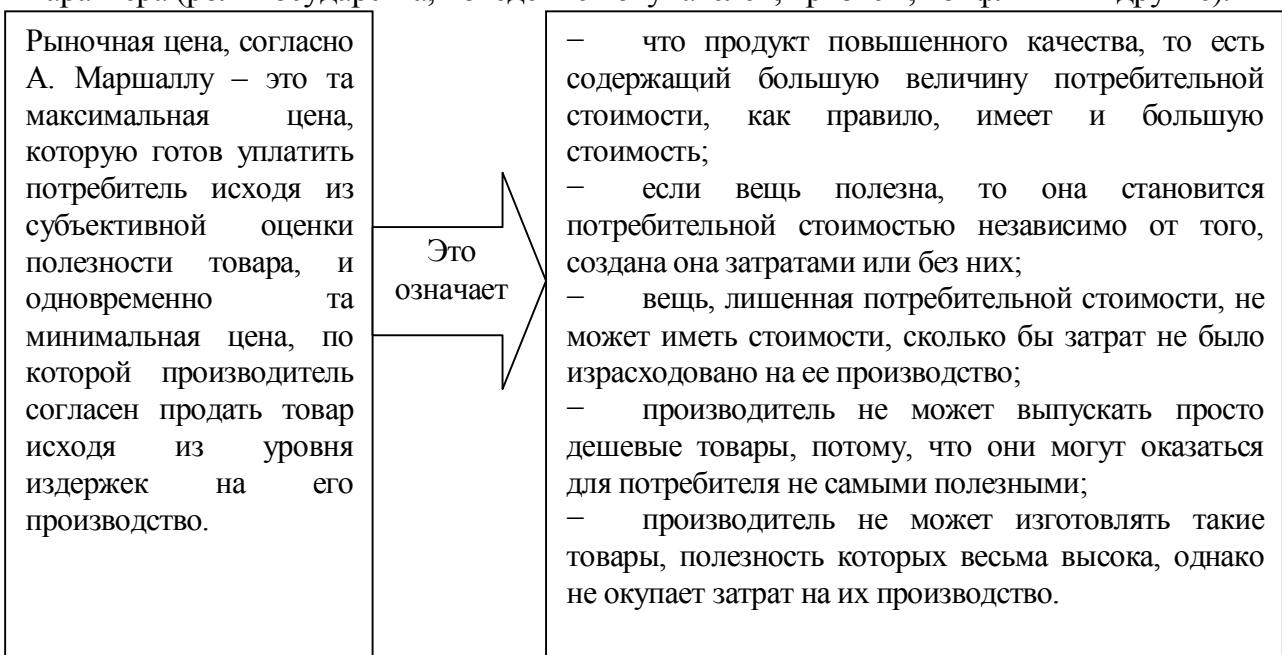 Рыночная цена, согласно
А. Маршаллу – это та
максимальная цена,
которую готов уплатить
потребитель исходя из
субъективной оценки
полезности товара, и
одновременно та
минимальная цена, по
которой производитель
согласен продать товар
исходя из уровня
издержек на его
производство.
Это
означает
− что продукт повышенного качества, то есть
содержащий большую величину потребительной
стоимости, как правило, имеет и большую
стоимость;
− если вещь полезна, то она становится
потребительной стоимостью независимо от того,
создана она затратами или без них;
− вещь, лишенная потребительной стоимости, не
может иметь стоимости, сколько бы затрат не было
израсходовано на ее производство;
− производитель не может выпускать просто
дешевые товары, потому, что они могут оказаться
для потребителя не самыми полезными;
− производитель не может изготовлять такие
товары, полезность которых весьма высока, однако
не окупает затрат на их производство.